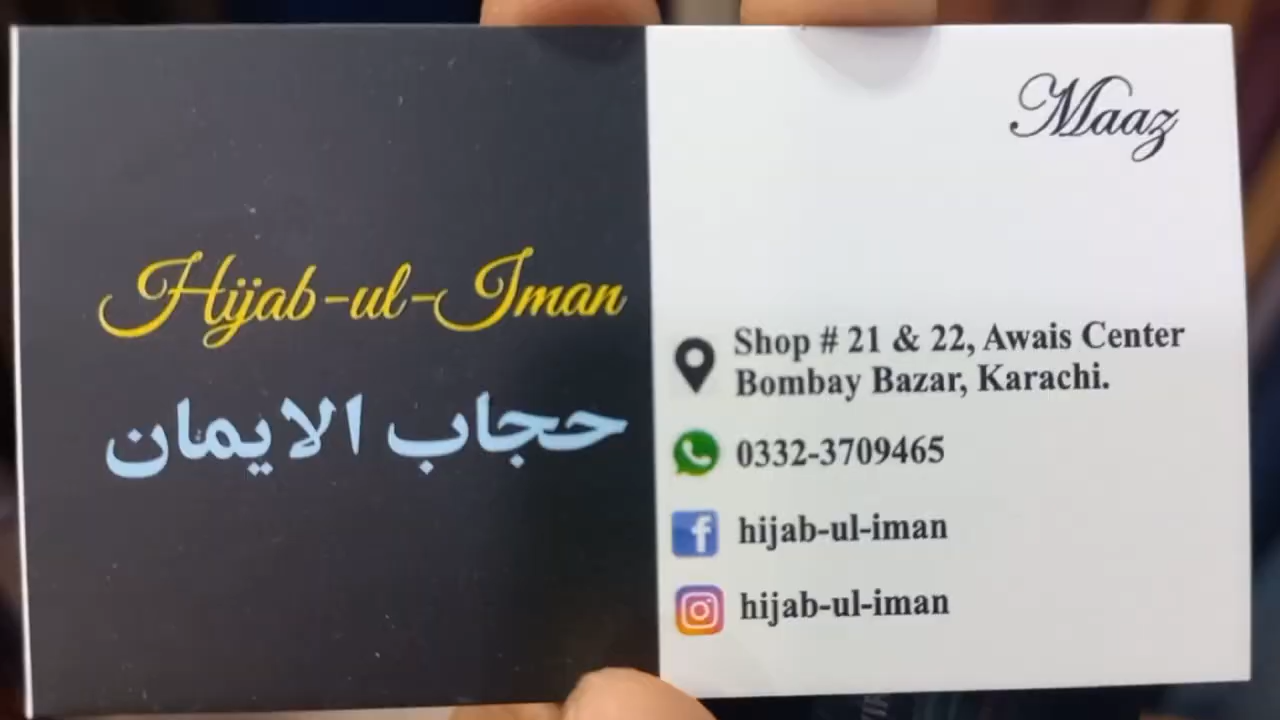 Hijab-ul-Iman
حجاب الايمان
Maaz
Shop # 21 & 22, Awais Center
Bombay Bazar, Karachi.
0332-3709465
hijab-ul-iman
hijab-ul-iman